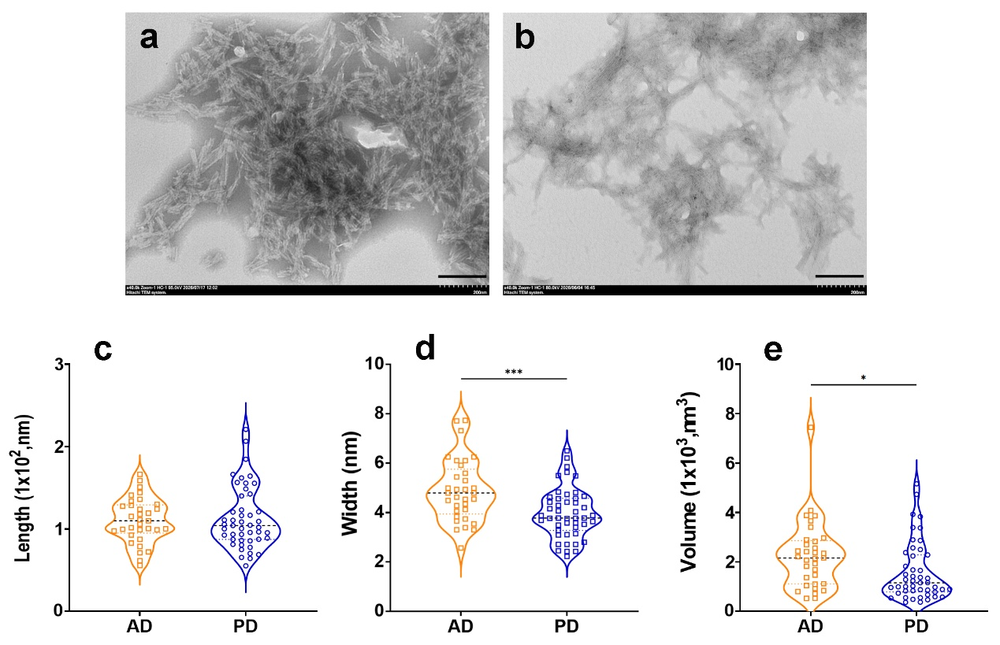 a
b
x40.0k Zoom-1 HC-1 95.0kV 2026/07/17 12:02
Hitachi TEM system.
200nm
x40.0k Zoom-1 HC-1 80.0kV 2026/06/04 16:45
Hitachi TEM system.
200nm
c
Length (1x10²,nm)
3
2
1
0
AD
PD
d
Width (nm)
10
8
6
4
2
0
***
AD
PD
e
Volume (1x10³,nm³)
10
8
6
4
2
0
*
AD
PD